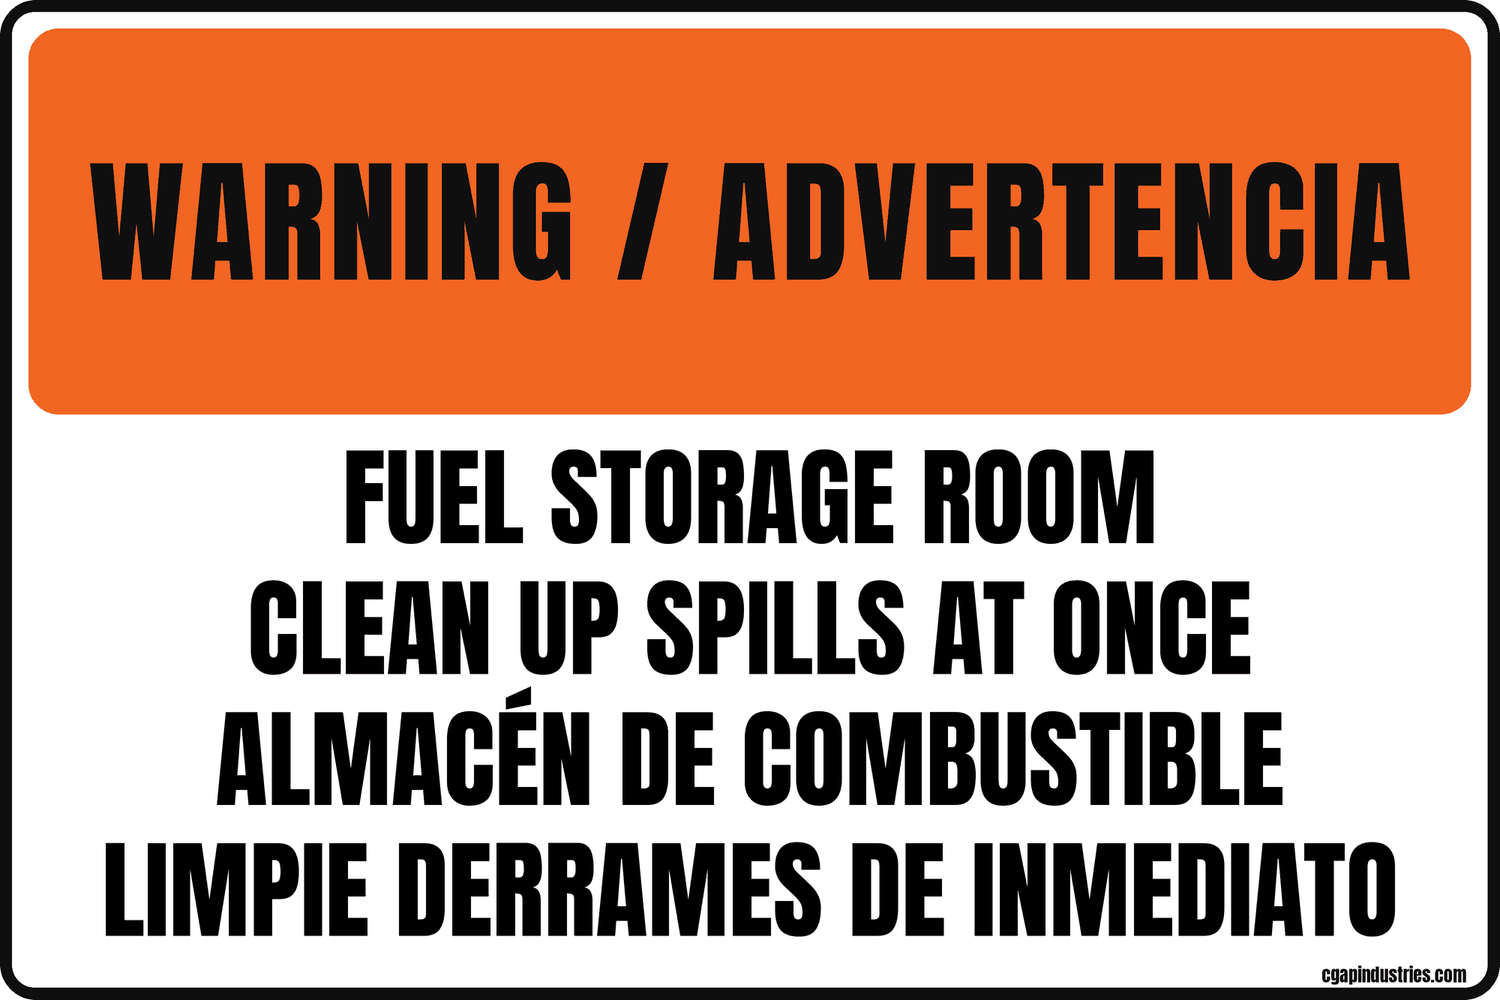 WARNING / ADVERTENCIA
FUEL STORAGE ROOM
CLEAN UP SPILLS AT ONCE
ALMACÉN DE COMBUSTIBLE
LIMPIE DERRAMES DE INMEDIATO
cgapindustries.com